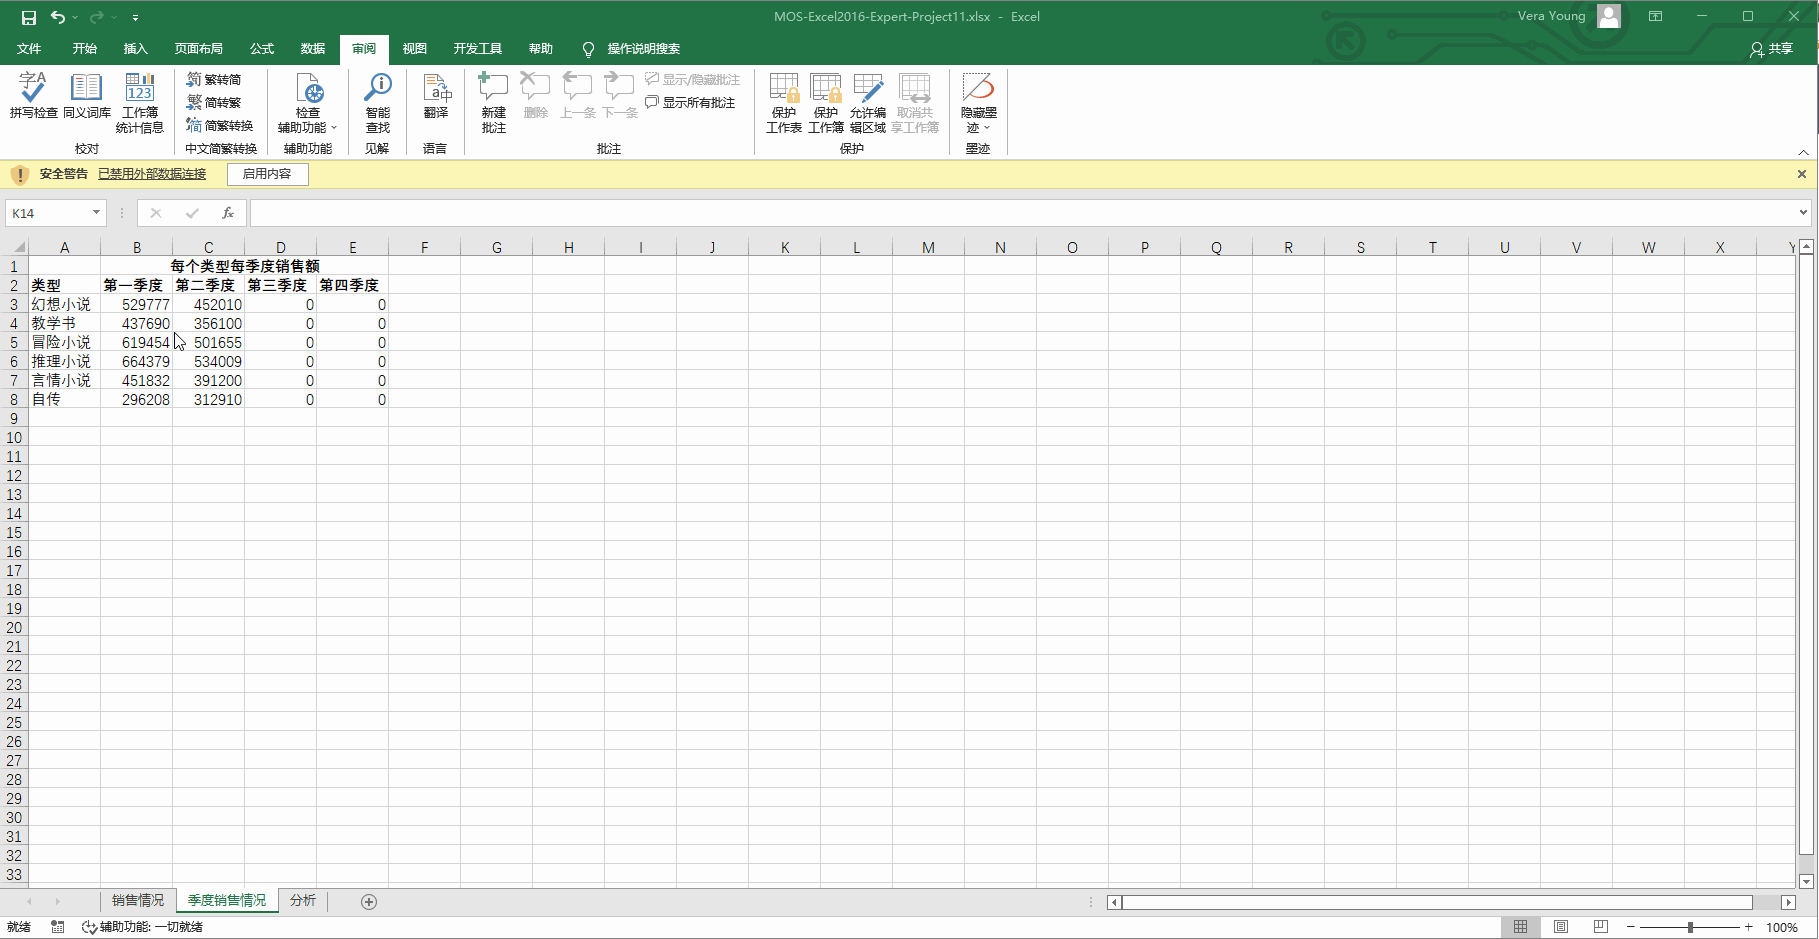 MOS-Excel2016-Expert-Project11.xlsx - Excel
Vera Young
文件 开始 插入 页面布局 公式 数据 审阅 视图 开发工具 帮助 操作说明搜索 共享
拼写检查 同义词库 工作簿统计信息 校对
繁转简
简转繁
简繁转换
中文简繁转换
检查辅助功能 辅助功能
智能查找 见解
翻译 语言
新建批注 删除 上一条 下一条 显示/隐藏批注
显示所有批注
批注
保护工作表 保护工作簿 允许编辑区域 取消共享工作簿 保护
隐藏墨迹 墨迹
安全警告 已禁用外部数据连接 启用内容
K14 fx
A B C D E F G H I J K L M N O P Q R S T U V W X Y
1 每个类型每季度销售额
2 类型 第一季度 第二季度 第三季度 第四季度
3 幻想小说 529777 452010 0 0
4 教学书 437690 356100 0 0
5 冒险小说 619454 501655 0 0
6 推理小说 664379 534009 0 0
7 言情小说 451832 391200 0 0
8 自传 296208 312910 0 0
9
10
11
12
13
14
15
16
17
18
19
20
21
22
23
24
25
26
27
28
29
30
31
32
33
销售情况 季度销售情况 分析
就绪 辅助功能: 一切就绪 100%